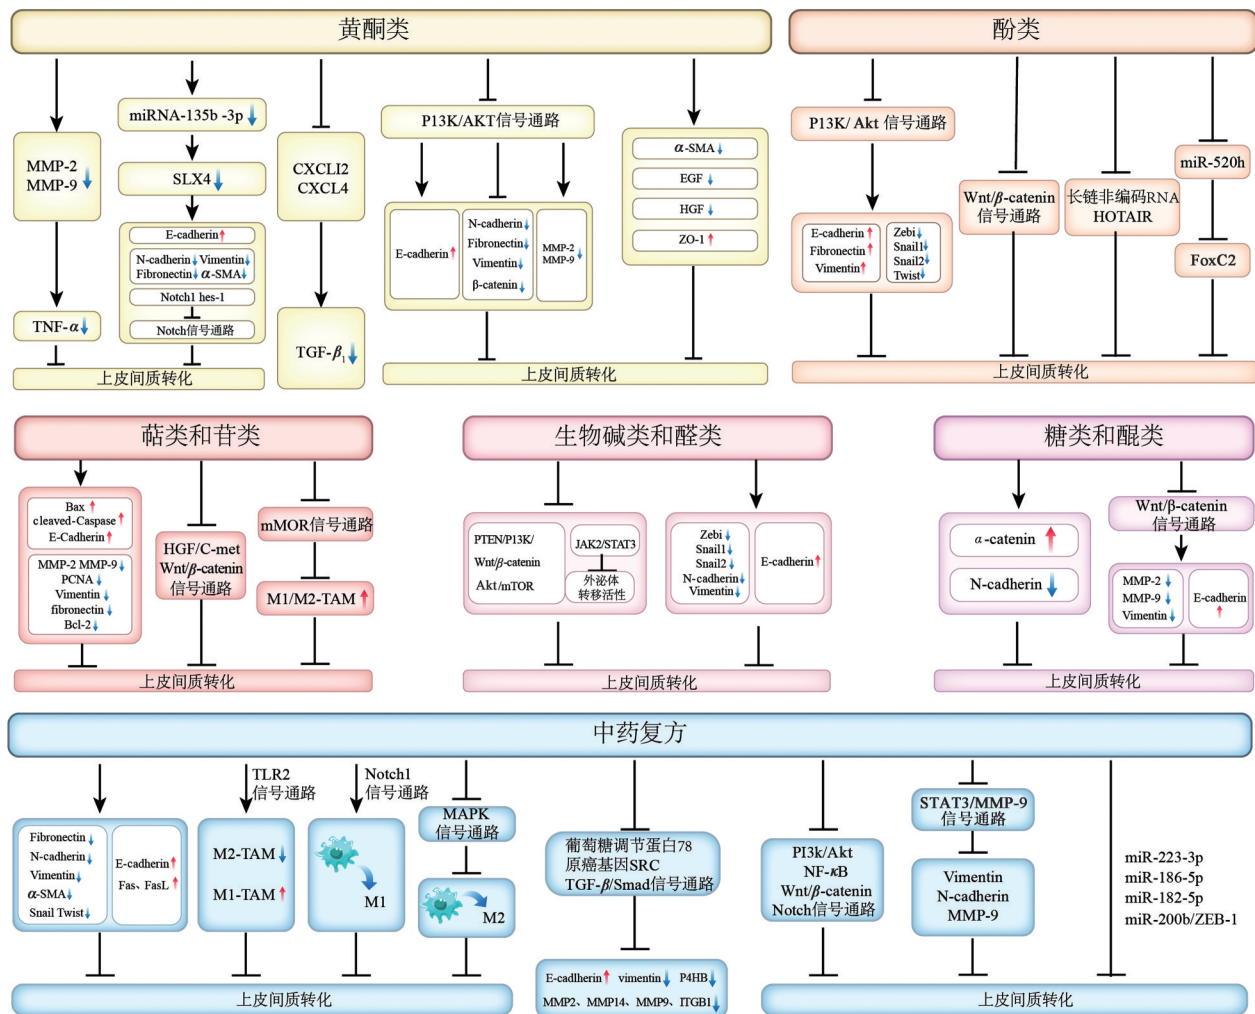 黄酮类
MMP-2
MMP-9
TNF-α
miRNA-135b -3p
SLX4
E-cadherin
N-cadherin Vimentin
Fibronectin α-SMA
Notch1 hes-1
Notch信号通路
上皮间质转化
CXCLI2
CXCL4
TGF-β1
P13K/AKT信号通路
E-cadherin
N-cadherin
Fibronectin
Vimentin
β-catenin
MMP-2
MMP-9
α-SMA
EGF
HGF
ZO-1
上皮间质转化
酚类
P13K/ Akt 信号通路
E-cadherin
Fibronectin
Vimentin
Zebi
Snail1
Snail2
Twist
Wnt/β-catenin
信号通路
长链非编码RNA
HOTAIR
miR-520h
FoxC2
上皮间质转化
萜类和苷类
Bax
cleaved-Caspase
E-Cadherin
MMP-2 MMP-9
PCNA
Vimentin
fibronectin
Bcl-2
HGF/C-met
Wnt/β-catenin
信号通路
mMOR信号通路
M1/M2-TAM
上皮间质转化
生物碱类和醛类
PTEN/P13K/
Wnt/β-catenin
Akt/mTOR
JAK2/STAT3
外泌体
转移活性
Zebi
Snail1
Snail2
N-cadherin
Vimentin
E-cadherin
上皮间质转化
糖类和醌类
α-catenin
N-cadherin
Wnt/β-catenin
信号通路
MMP-2
MMP-9
Vimentin
E-cadherin
上皮间质转化
中药复方
Fibronectin
N-cadherin
Vimentin
α-SMA
Snail Twist
E-cadherin
Fas、FasL
TLR2
信号通路
M2-TAM
M1-TAM
Notch1
信号通路
M1
MAPK
信号通路
M2
上皮间质转化
葡萄糖调节蛋白78
原癌基因SRC
TGF-β/Smad信号通路
E-cadlherin vimentin P4HB
MMP2、MMP14、MMP9、ITGB1
PI3k/Akt
NF-κB
Wnt/β-catenin
Notch信号通路
STAT3/MMP-9
信号通路
Vimentin
N-cadherin
MMP-9
miR-223-3p
miR-186-5p
miR-182-5p
miR-200b/ZEB-1
上皮间质转化